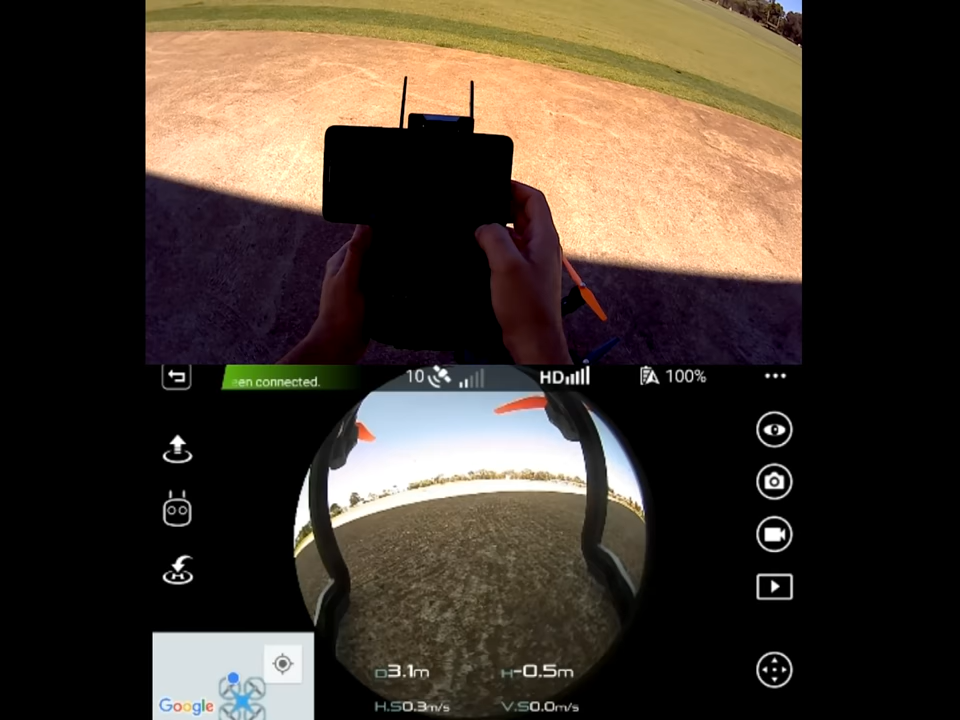 een connected.
10
HD
100%
D3.1m
H-0.5m
H.S0.3m/s
V.S0.0m/s
Google